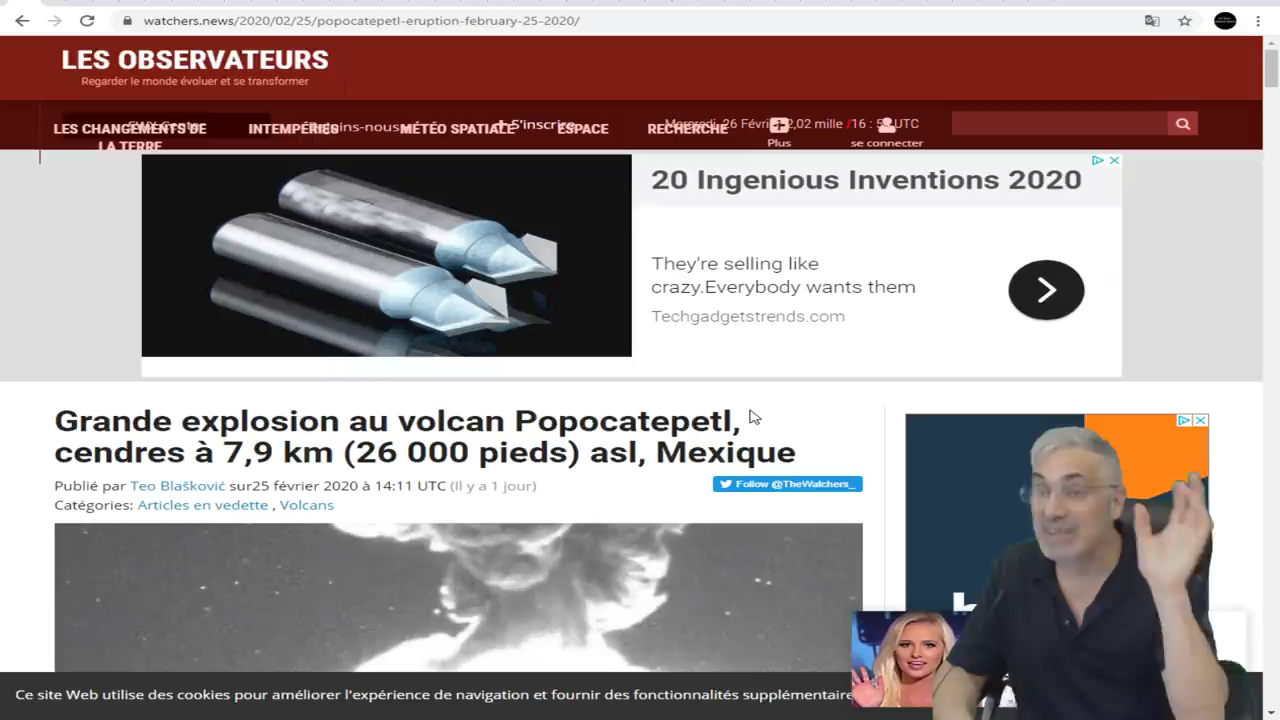 watchers.news/2020/02/25/popocatepetl-eruption-february-25-2020/
LES OBSERVATEURS
Regarder le monde évoluer et se transformer
LES CHANGEMENTS DE
LA TERRE
INTEMPÉRIES
MÉTÉO SPATIALE
S'inscrire
ESPACE
RECHERCHE
Plus
se connecter
20 Ingenious Inventions 2020
They're selling like
crazy.Everybody wants them
Techgadgetstrends.com
Grande explosion au volcan Popocatepetl,
cendres à 7,9 km (26 000 pieds) asl, Mexique
Publié par Teo Blašković sur25 février 2020 à 14:11 UTC (Il y a 1 jour)
Follow @TheWatchers_
Catégories: Articles en vedette , Volcans
Ce site Web utilise des cookies pour améliorer l'expérience de navigation et fournir des fonctionnalités supplémentaire